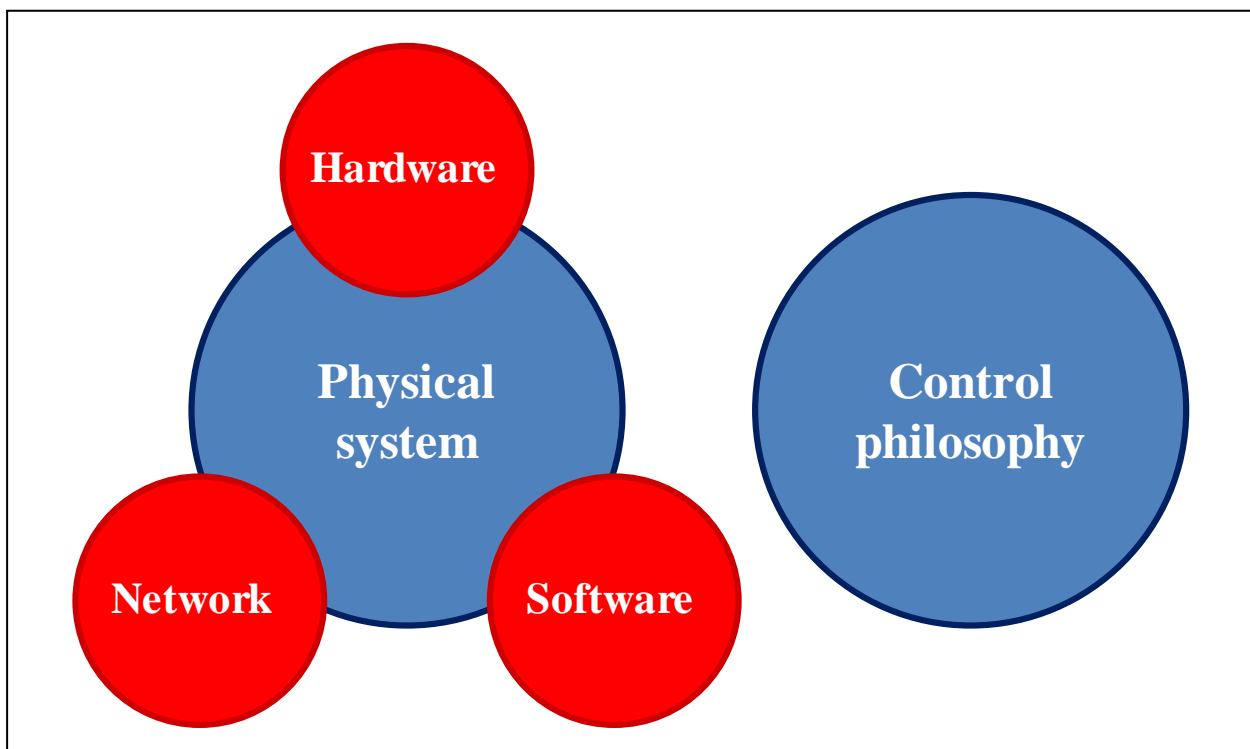 Hardware
Physical
system
Control
philosophy
Network
Software